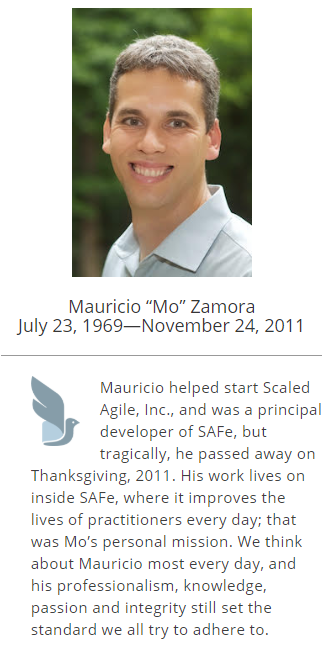 Mauricio “Mo” Zamora
July 23, 1969—November 24, 2011
Mauricio helped start Scaled
Agile, Inc., and was a principal
developer of SAFe, but
tragically, he passed away on
Thanksgiving, 2011. His work lives on
inside SAFe, where it improves the
lives of practitioners every day; that
was Mo’s personal mission. We think
about Mauricio most every day, and
his professionalism, knowledge,
passion and integrity still set the
standard we all try to adhere to.